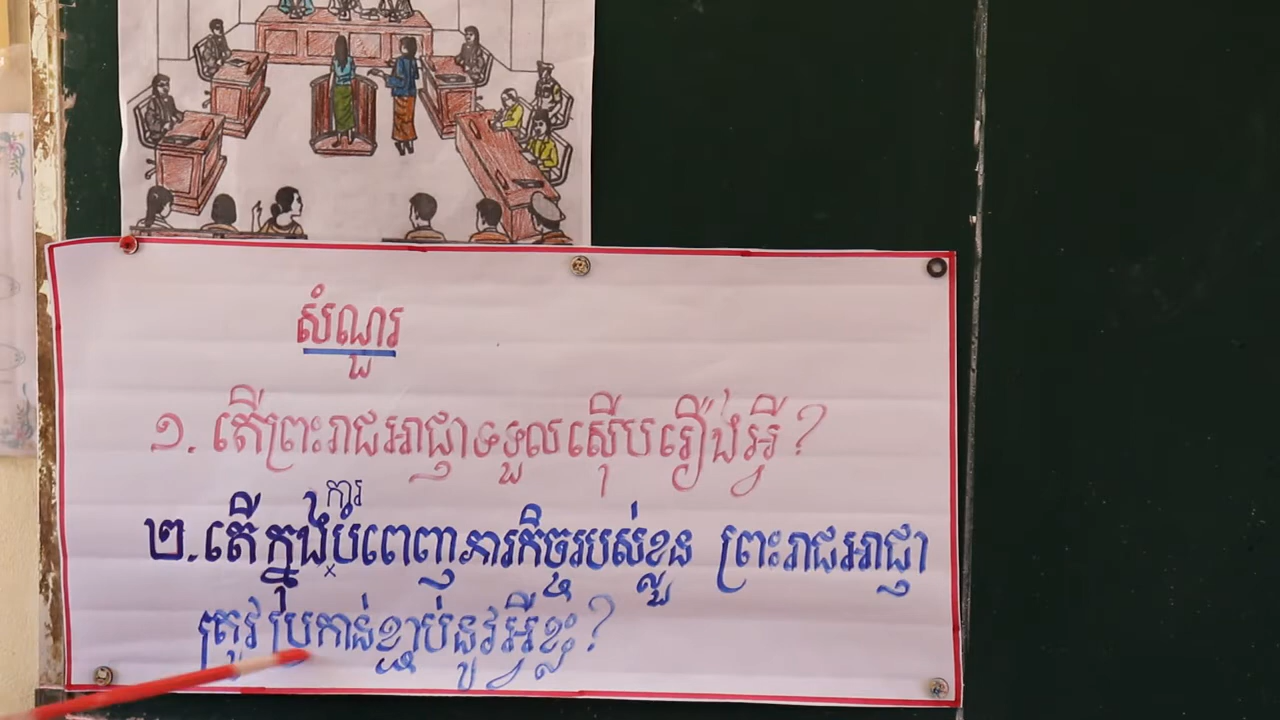 សំណួរ
១. តើព្រះរាជអាជ្ញាទទួលស៊ើបរឿងអ្វី?
២. តើក្នុងការបំពេញភារកិច្ចរបស់ខ្លួន ព្រះរាជអាជ្ញា
ត្រូវប្រកាន់ខ្ជាប់នូវអ្វីខ្លះ?